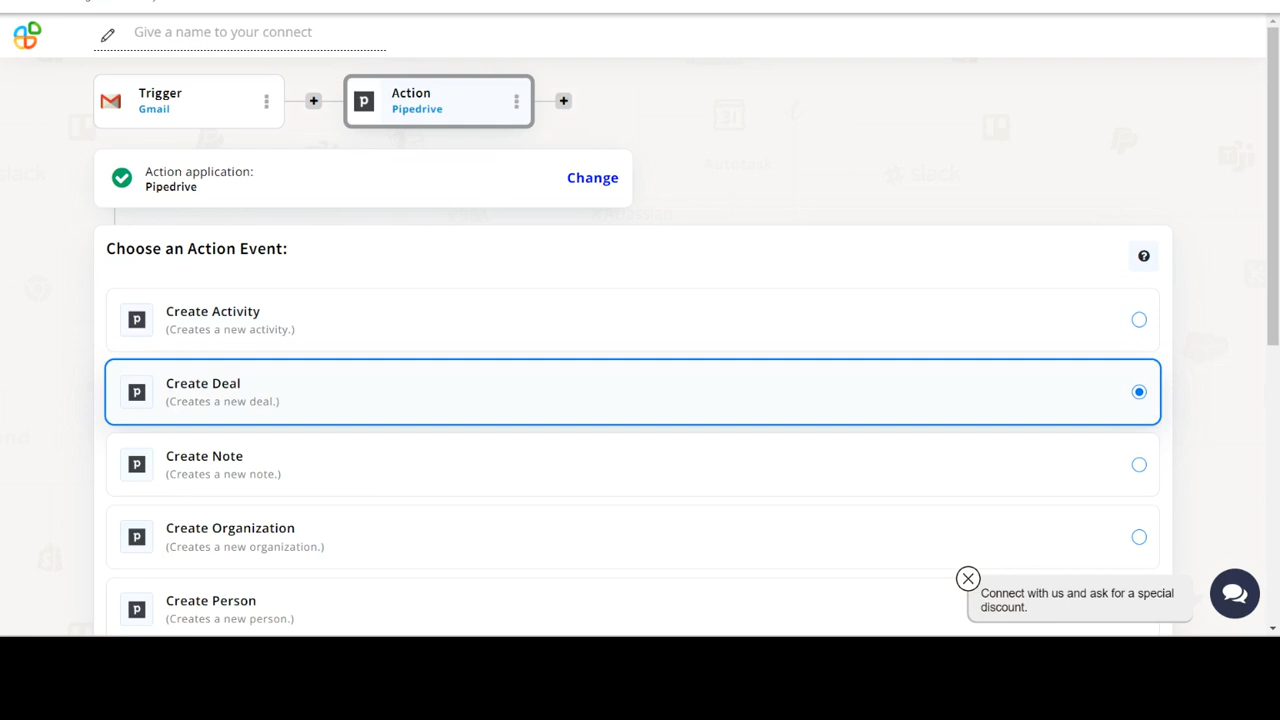 Give a name to your connect
Trigger
Gmail
Action
Pipedrive
Action application:
Pipedrive
Change
Choose an Action Event:
Create Activity
(Creates a new activity.)
Create Deal
(Creates a new deal.)
Create Note
(Creates a new note.)
Create Organization
(Creates a new organization.)
Create Person
(Creates a new person.)
Connect with us and ask for a special
discount.